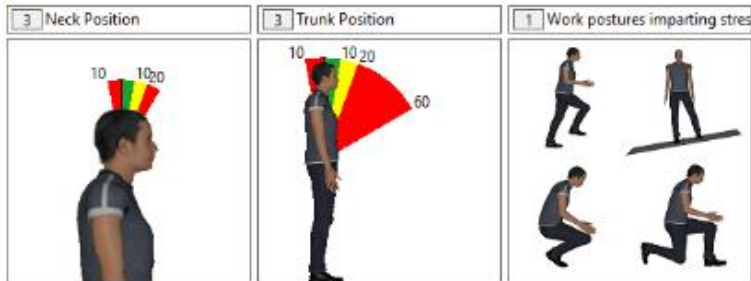 3 Neck Position
3 Trunk Position
1 Work postures imparting stres
10 10 20
10 10 20
60